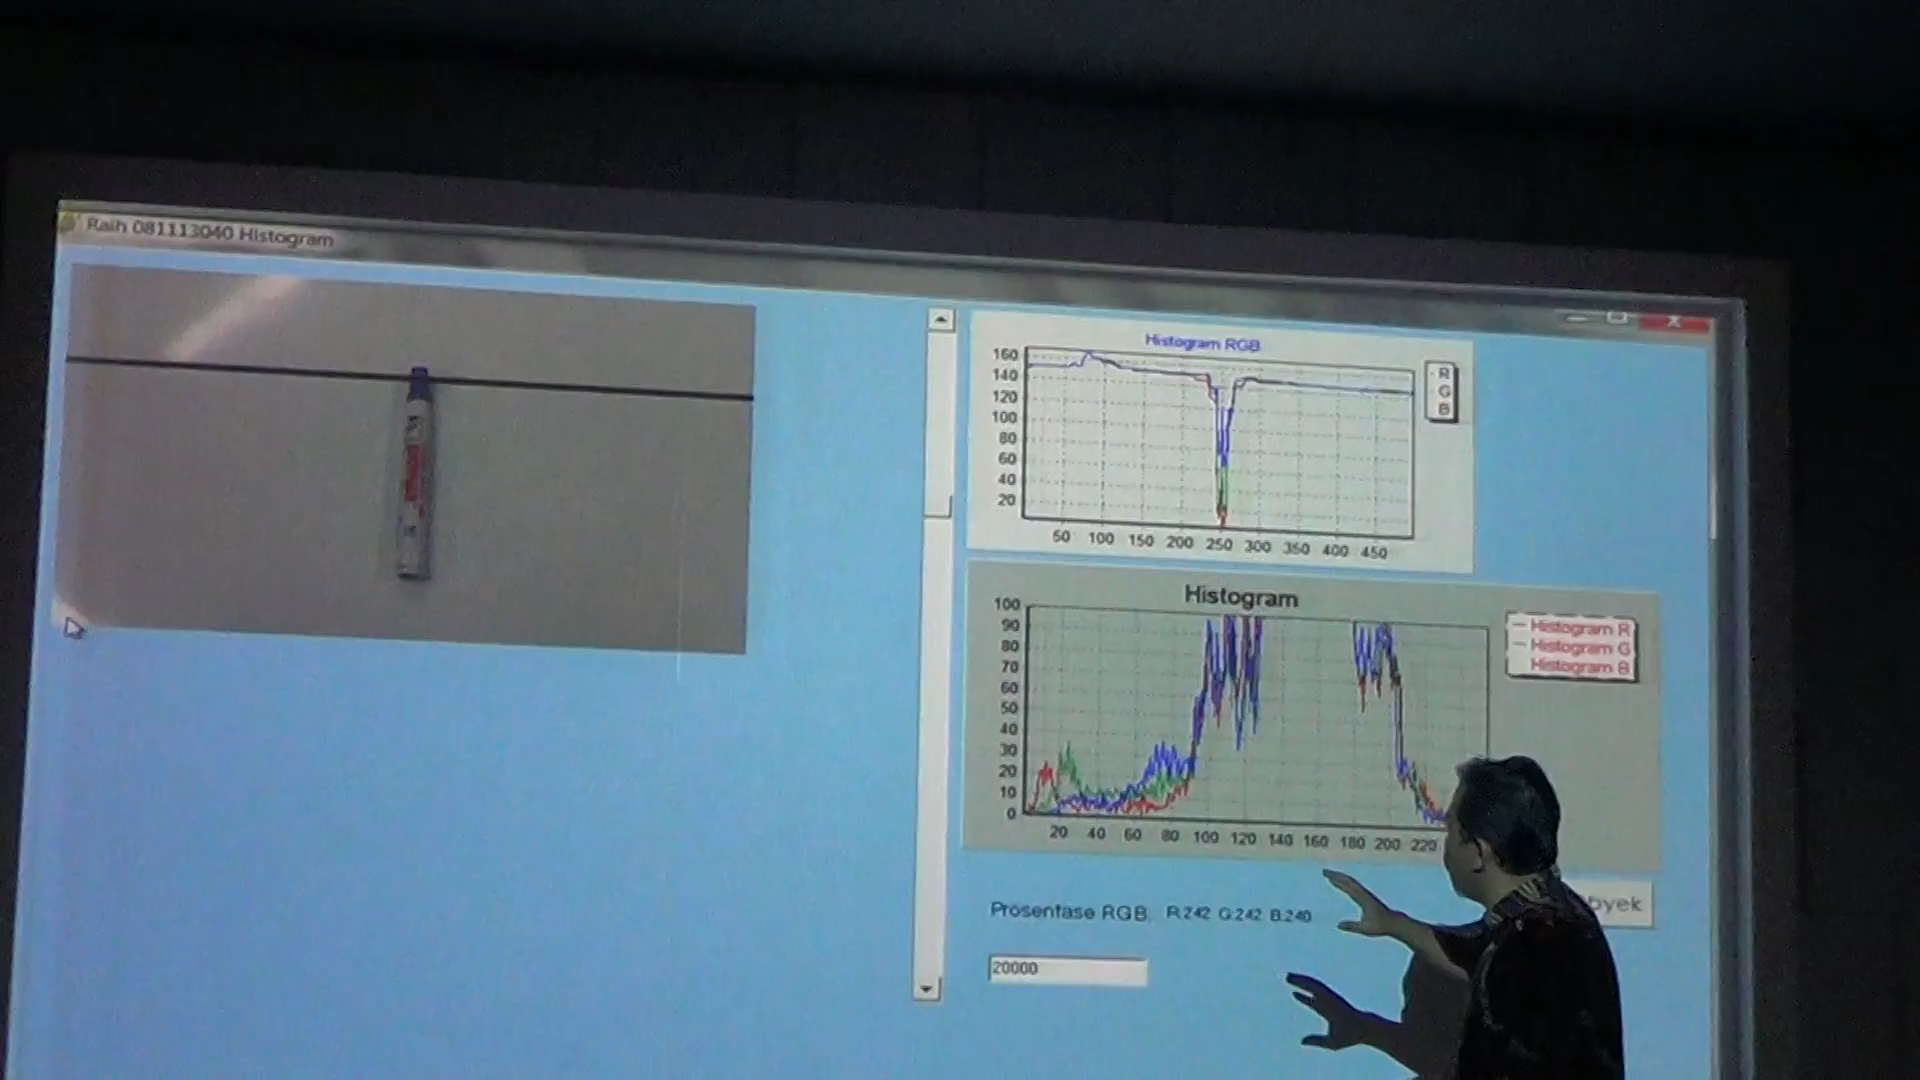 Raih 081113040 Histogram
Histogram RGB
160
140
120
100
80
60
40
20
50 100 150 200 250 300 350 400 450
R
G
B
Histogram
100
90
80
70
60
50
40
30
20
10
0
20 40 60 80 100 120 140 160 180 200 220
Histogram R
Histogram G
Histogram B
Prosentase RGB: R:242 G:242 B:240
byek
20000